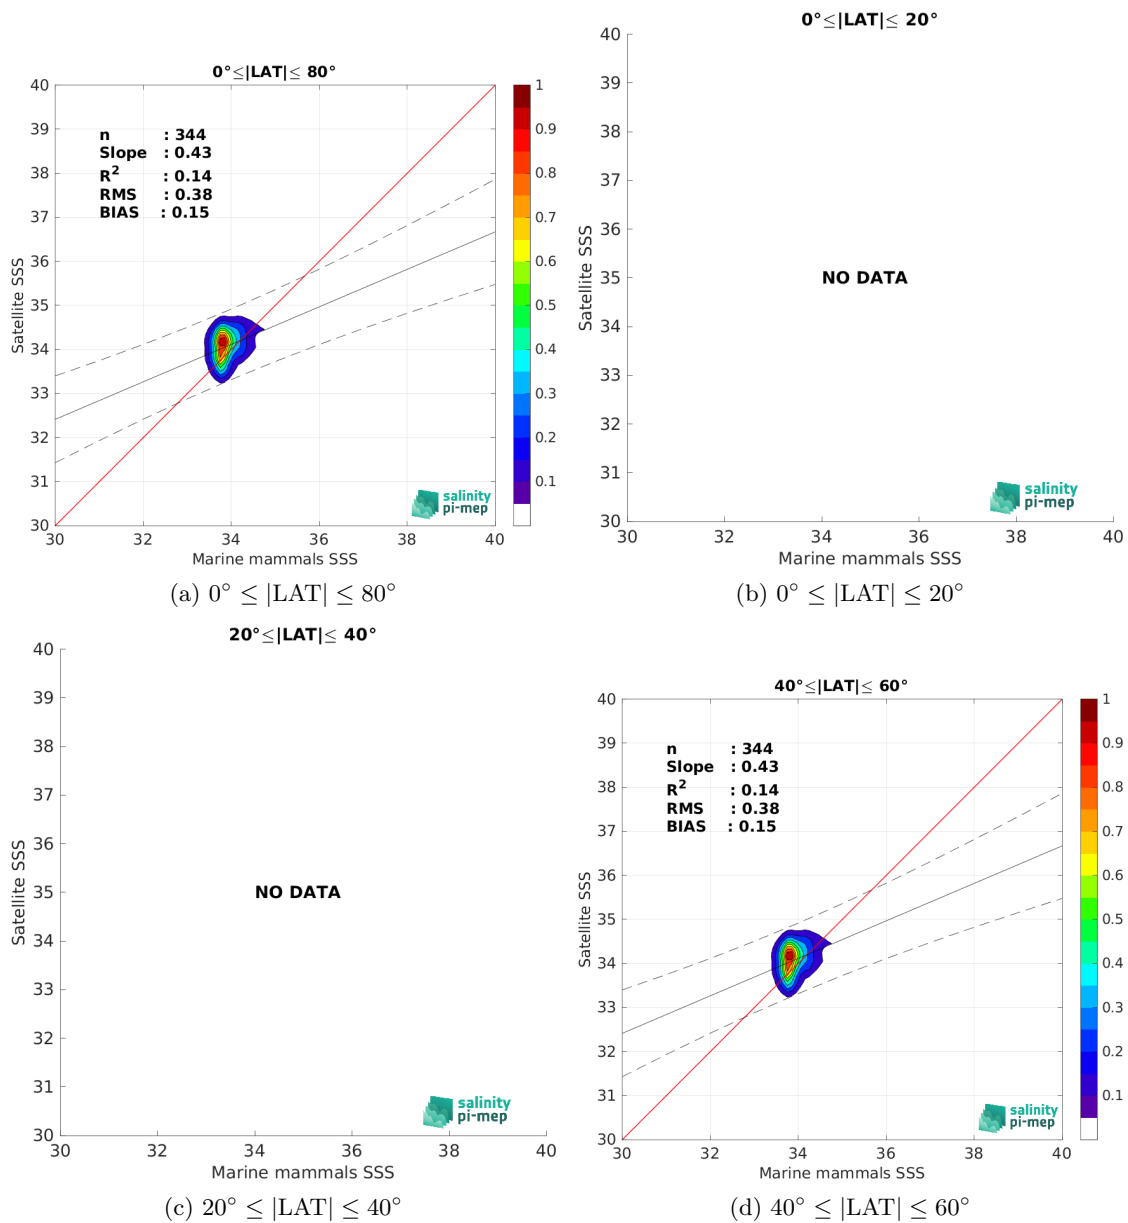 0°≤|LAT|≤ 80°
40
39
38
37
36
35
34
33
32
31
30
Satellite SSS
n : 344
Slope : 0.43
R² : 0.14
RMS : 0.38
BIAS : 0.15
salinity
pi-mep
30 32 34 36 38 40
Marine mammals SSS
1
0.9
0.8
0.7
0.6
0.5
0.4
0.3
0.2
0.1
(a) 0° ≤ |LAT| ≤ 80°
0°≤|LAT|≤ 20°
40
39
38
37
36
35
34
33
32
31
30
Satellite SSS
NO DATA
salinity
pi-mep
30 32 34 36 38 40
Marine mammals SSS
(b) 0° ≤ |LAT| ≤ 20°
20°≤|LAT|≤ 40°
40
39
38
37
36
35
34
33
32
31
30
Satellite SSS
NO DATA
salinity
pi-mep
30 32 34 36 38 40
Marine mammals SSS
(c) 20° ≤ |LAT| ≤ 40°
40°≤|LAT|≤ 60°
40
39
38
37
36
35
34
33
32
31
30
Satellite SSS
n : 344
Slope : 0.43
R² : 0.14
RMS : 0.38
BIAS : 0.15
salinity
pi-mep
30 32 34 36 38 40
Marine mammals SSS
1
0.9
0.8
0.7
0.6
0.5
0.4
0.3
0.2
0.1
(d) 40° ≤ |LAT| ≤ 60°